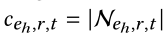 $c_{e_h,r,t} = |\mathcal{N}_{e_h,r,t}|$